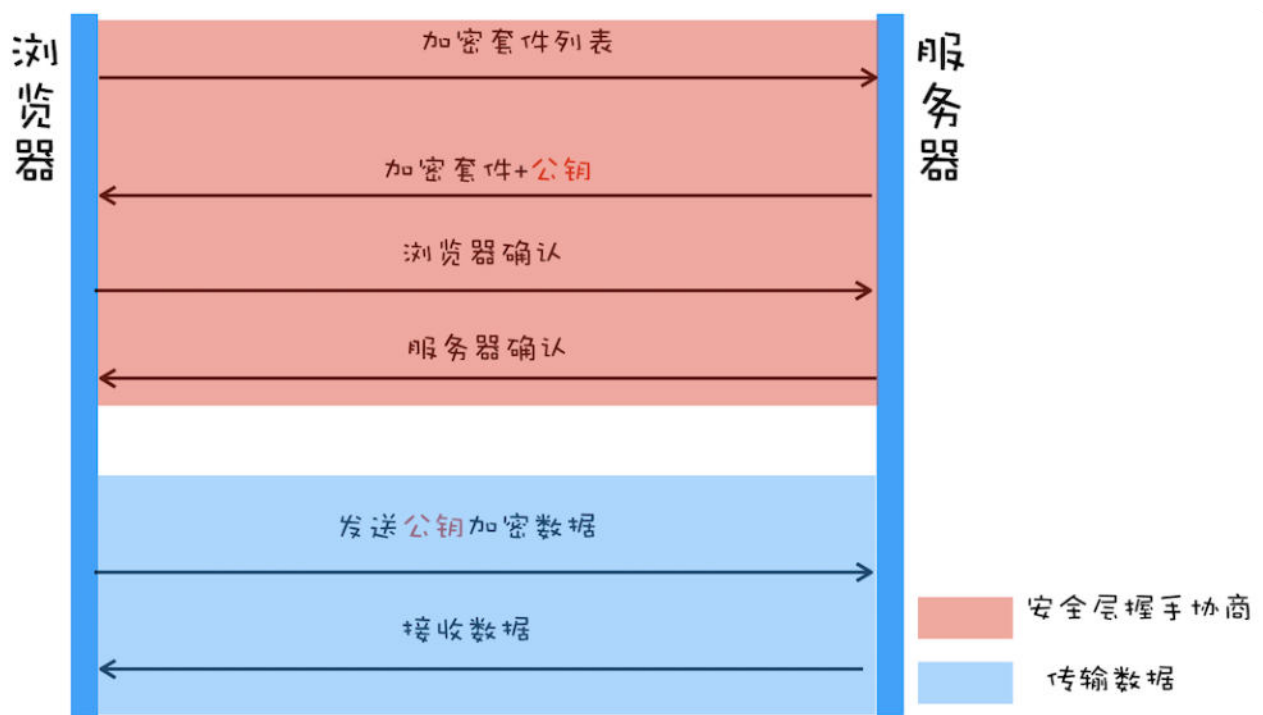 浏览器
服务器
加密套件列表
加密套件+公钥
浏览器确认
服务器确认
发送公钥加密数据
接收数据
安全层握手协商
传输数据